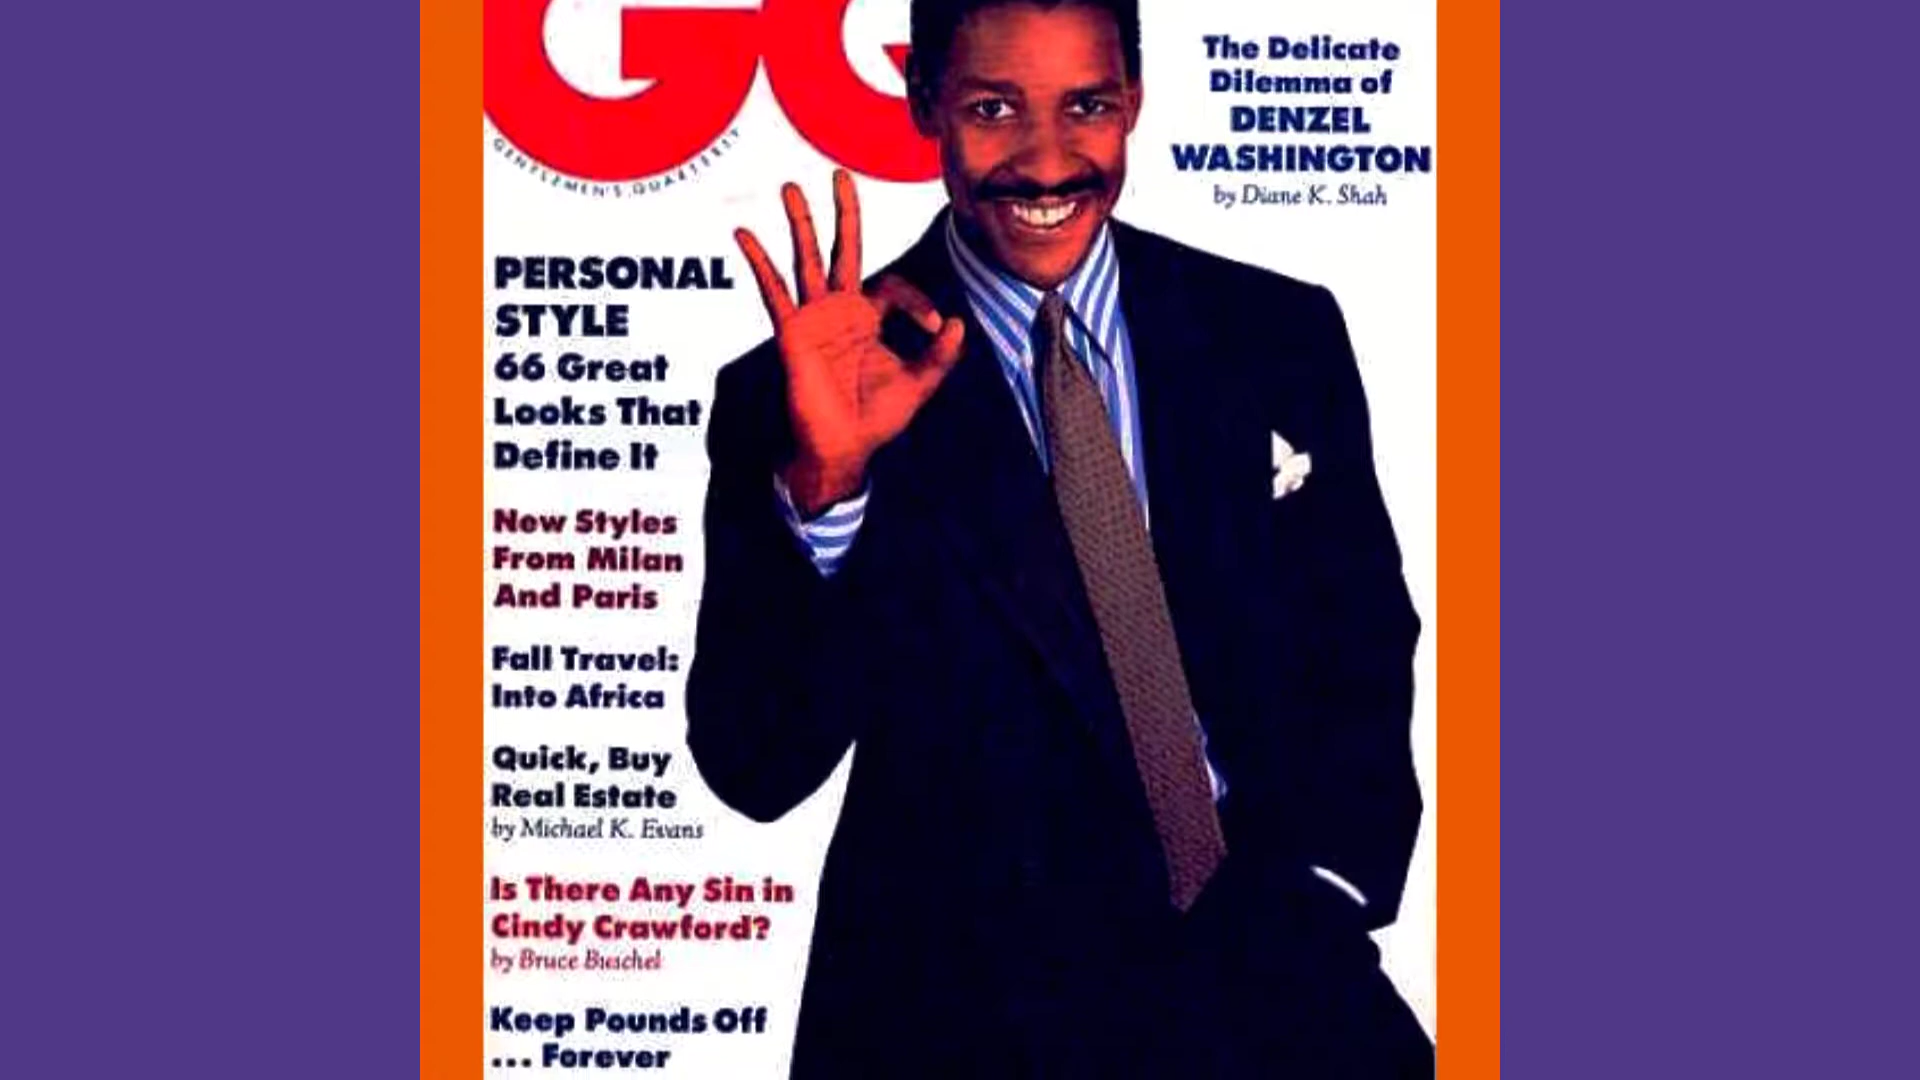 GQ
GENTLEMEN'S QUARTERLY
The Delicate
Dilemma of
DENZEL
WASHINGTON
by Diane K. Shah
PERSONAL
STYLE
66 Great
Looks That
Define It
New Styles
From Milan
And Paris
Fall Travel:
Into Africa
Quick, Buy
Real Estate
by Michael K. Evans
Is There Any Sin in
Cindy Crawford?
by Bruce Buschel
Keep Pounds Off
... Forever